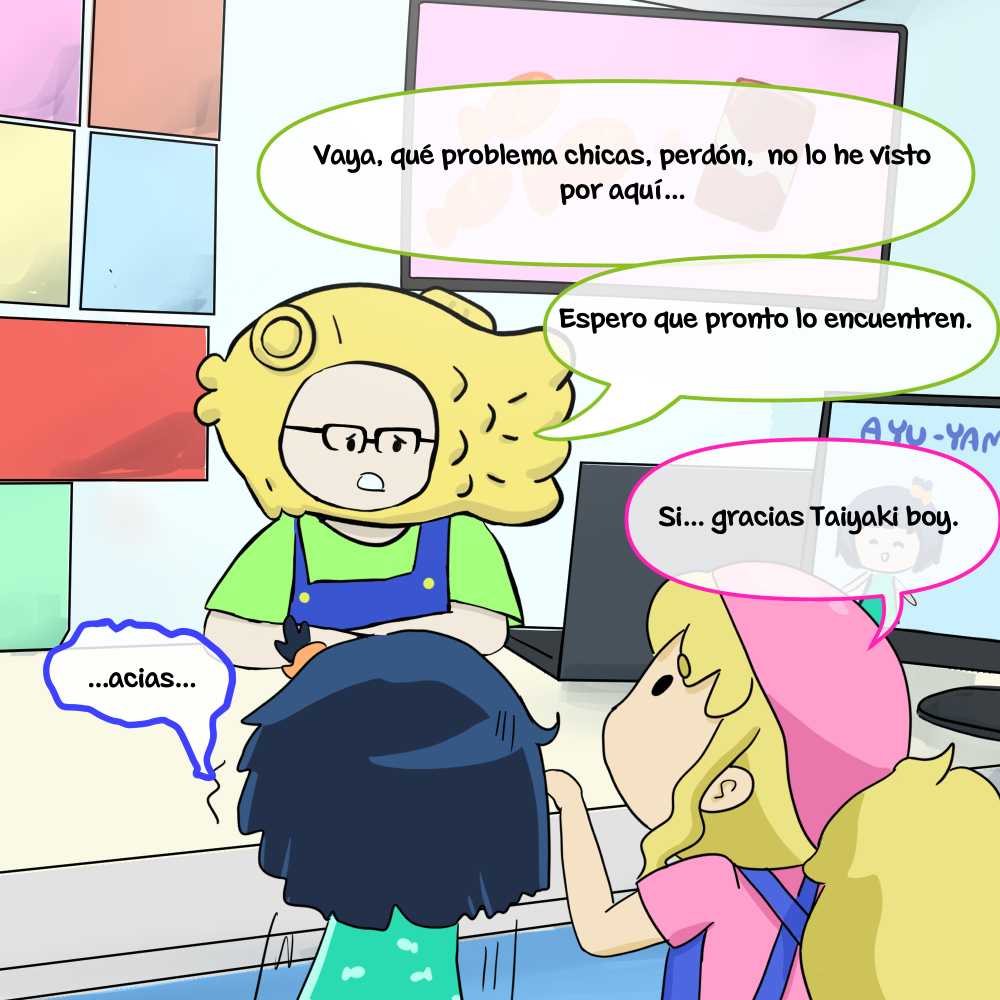 Vaya, qué problema chicas, perdón, no lo he visto
por aquí...
Espero que pronto lo encuentren.
AYU-YAM
Si... gracias Taiyaki boy.
...acias...